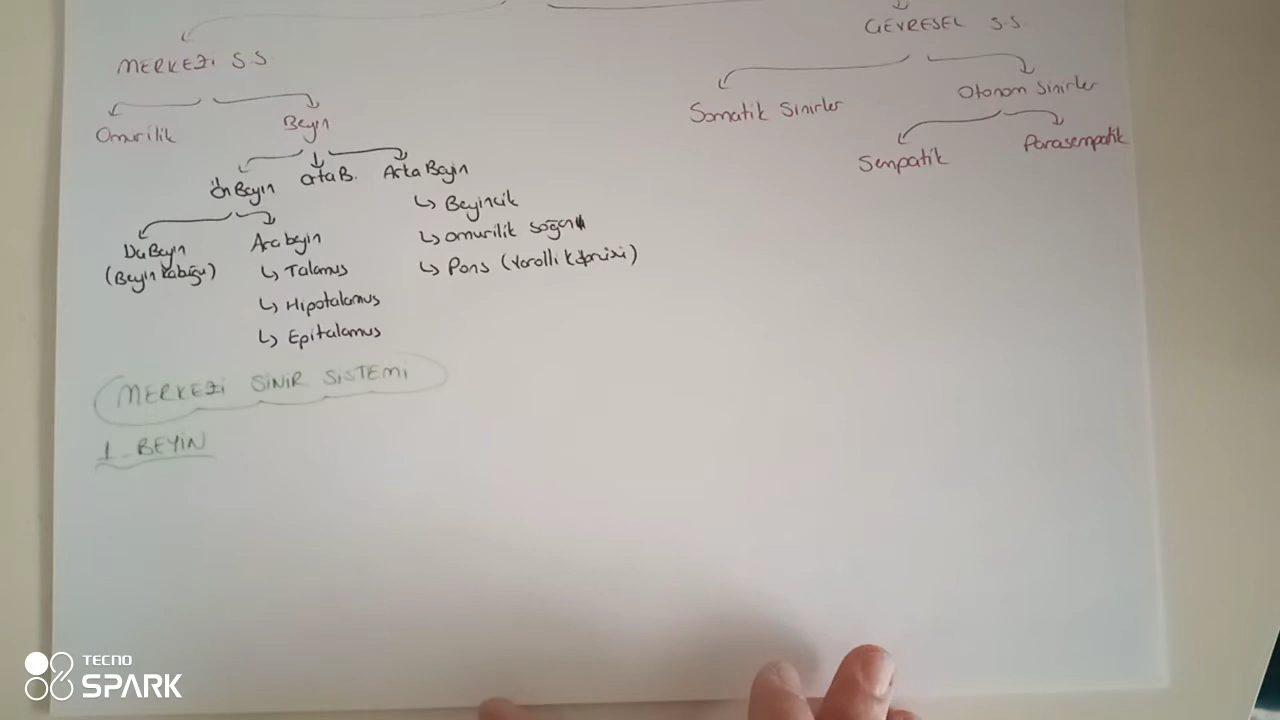 ÇEVRESEL S.S.
MERKEZİ S.S.
Somatik Sinirler
Otonom Sinirler
Omurilik
Beyin
Senpatik
Parasempatik
Ön Beyin
Orta B.
Arka Beyin
↳ Beyincik
↳ Omurilik soğanı
↳ Pons (Varolli köprüsü)
Uç Beyin
(Beyin kabuğu)
Ara beyin
↳ Talamus
↳ Hipotalamus
↳ Epitalamus
MERKEZİ SİNİR SİSTEMİ
1. BEYİN
TECNO
SPARK